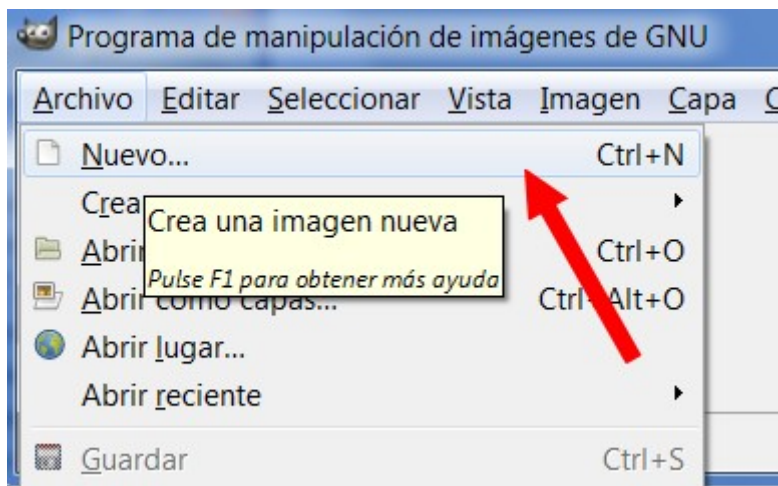 Programa de manipulación de imágenes de GNU
Archivo Editar Seleccionar Vista Imagen Capa
Nuevo... Ctrl+N
Crea
Crea una imagen nueva
Abrir Ctrl+O
Pulse F1 para obtener más ayuda
Abrir como capas... Ctrl+Alt+O
Abrir lugar...
Abrir reciente
Guardar Ctrl+S